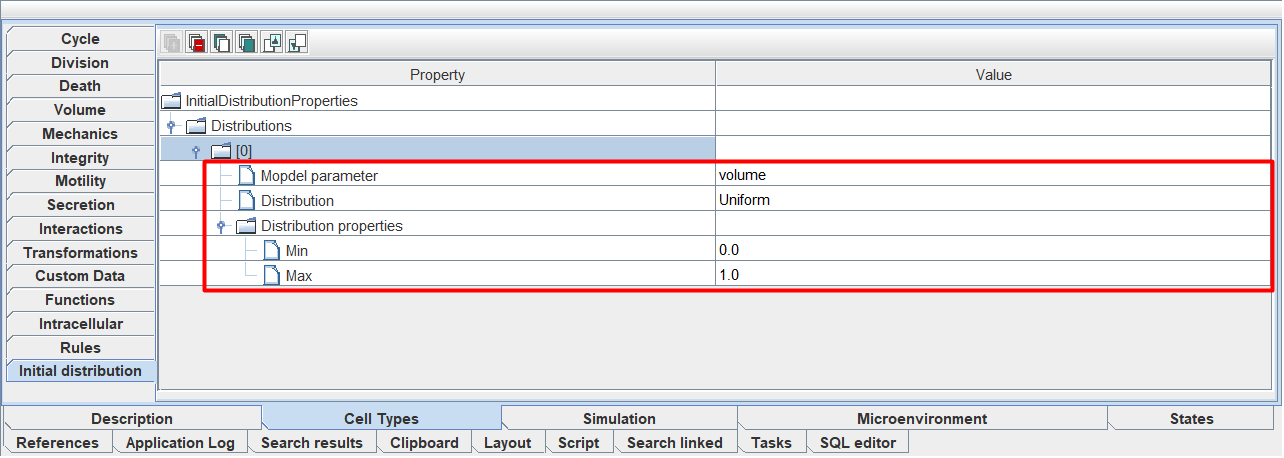 Cycle
Division
Death
Volume
Mechanics
Integrity
Motility
Secretion
Interactions
Transformations
Custom Data
Functions
Intracellular
Rules
Initial distribution
Property Value
InitialDistributionProperties
Distributions
[0]
Mopdel parameter volume
Distribution Uniform
Distribution properties
Min 0.0
Max 1.0
Description Cell Types Simulation Microenvironment States
References Application Log Search results Clipboard Layout Script Search linked Tasks SQL editor